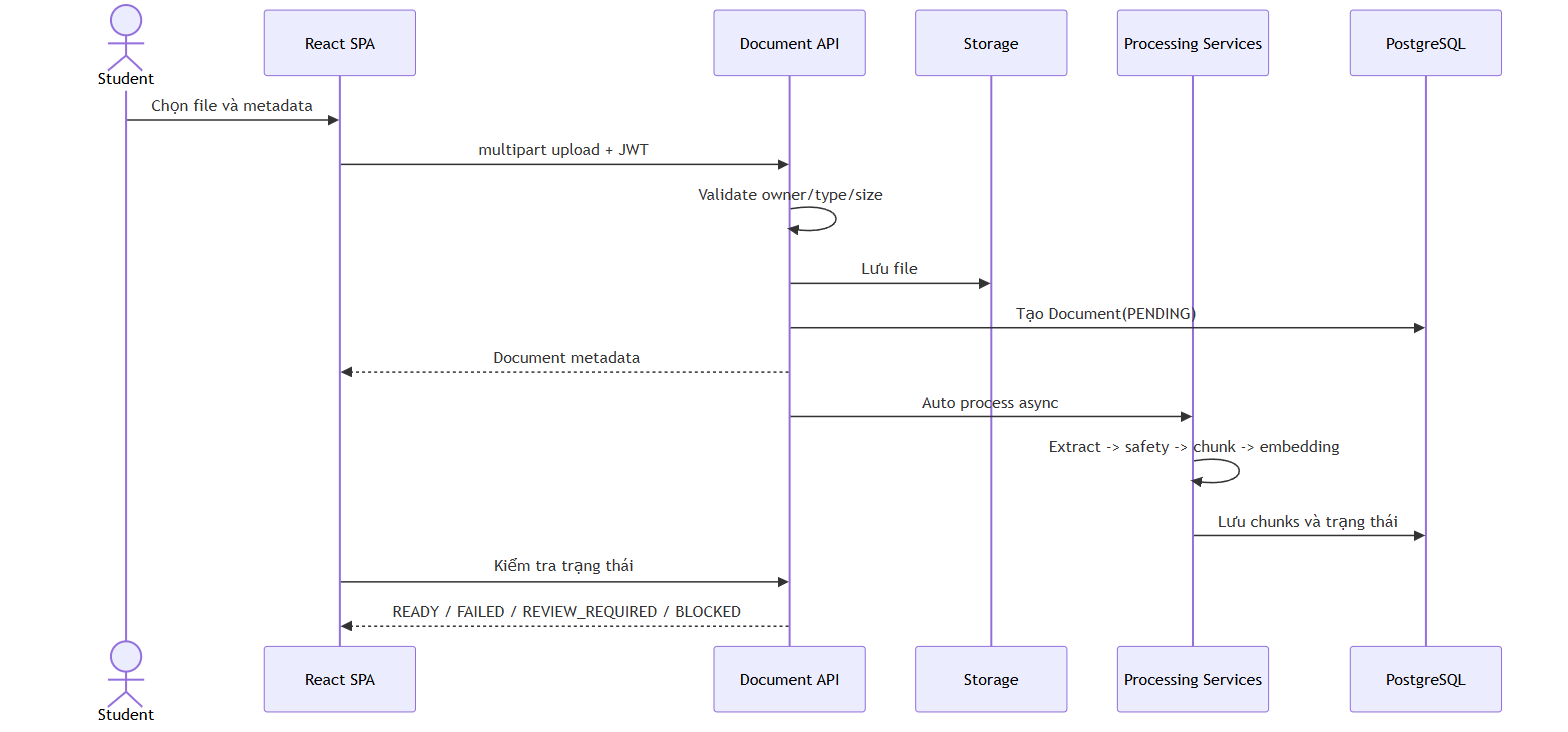 Student
React SPA
Document API
Storage
Processing Services
PostgreSQL
Chọn file và metadata
multipart upload + JWT
Validate owner/type/size
Lưu file
Tạo Document(PENDING)
Document metadata
Auto process async
Extract -> safety -> chunk -> embedding
Lưu chunks và trạng thái
Kiểm tra trạng thái
READY / FAILED / REVIEW_REQUIRED / BLOCKED
Student
React SPA
Document API
Storage
Processing Services
PostgreSQL